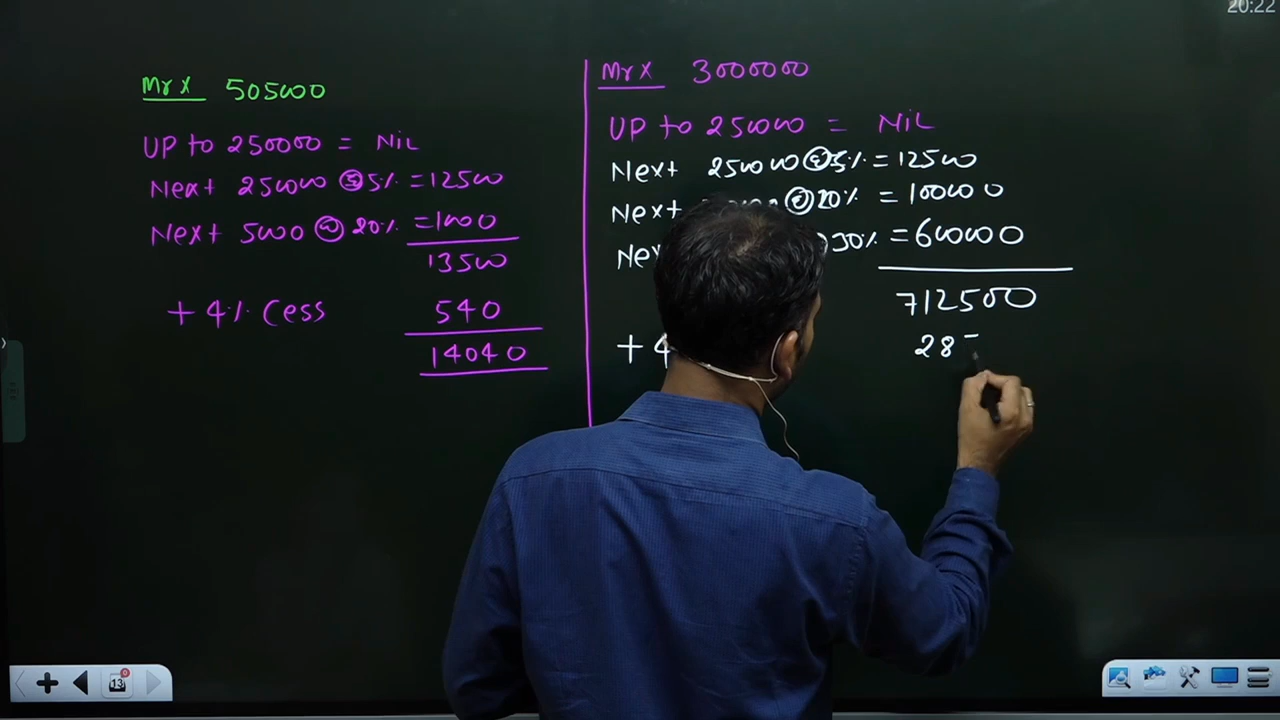 20:22
Mr X 505000
UP to 250000 = Nil
Next 250000 @ 5% = 12500
Next 5000 @ 20% = 1000
13500
+ 4% Cess 540
14040
Mr X 3000000
UP to 250000 = Nil
Next 250000 @ 5% = 12500
Next @ 20% = 100000
30% = 600000
712500
+ 4 28
13